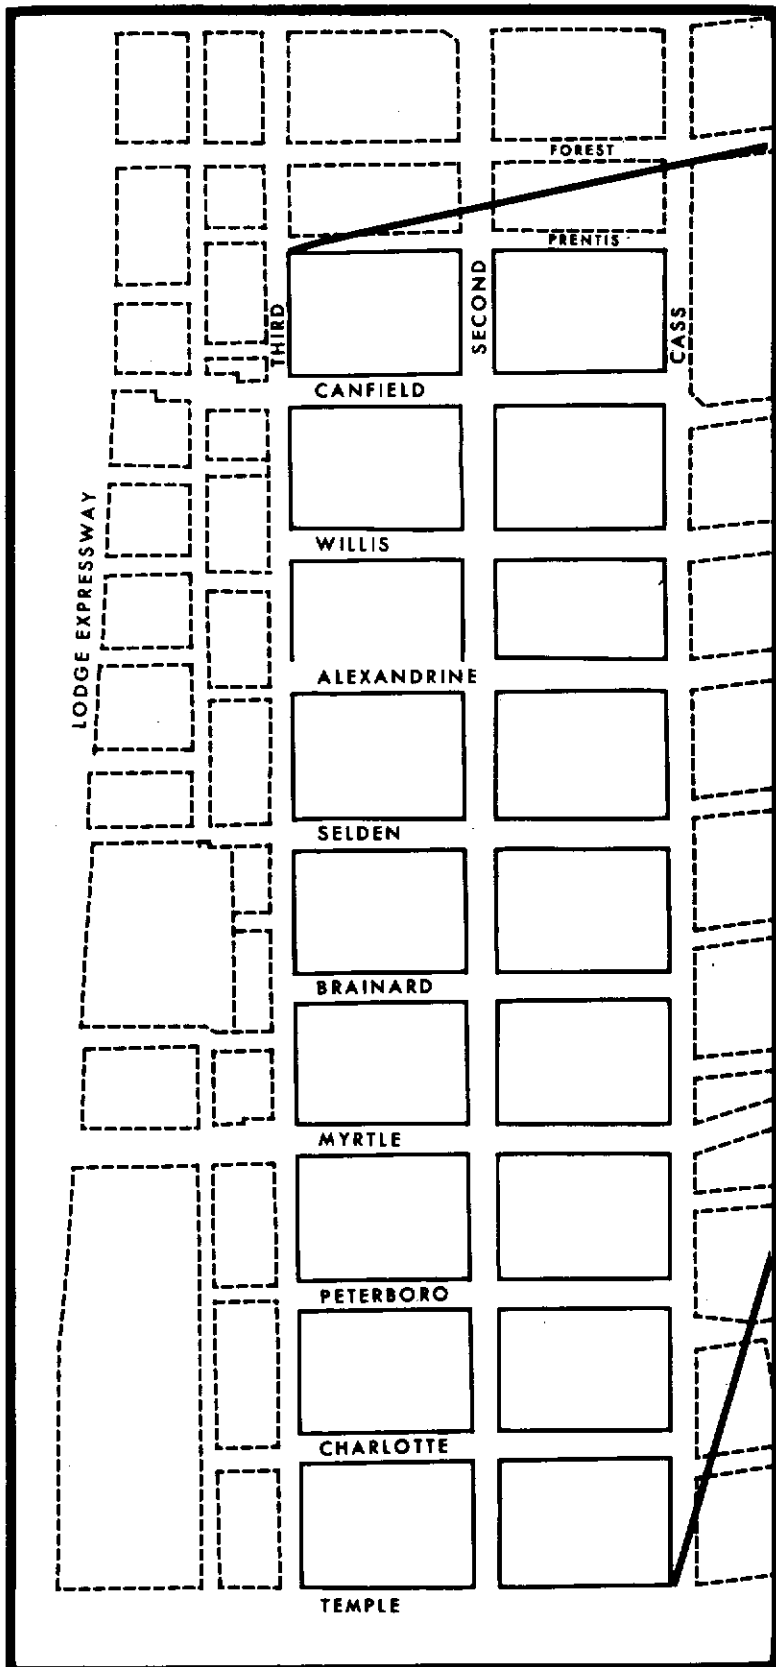 FOREST
PRENTIS
THIRD
SECOND
CASS
CANFIELD
WILLIS
LODGE EXPRESSWAY
ALEXANDRINE
SELDEN
BRAINARD
MYRTLE
PETERBORO
CHARLOTTE
TEMPLE